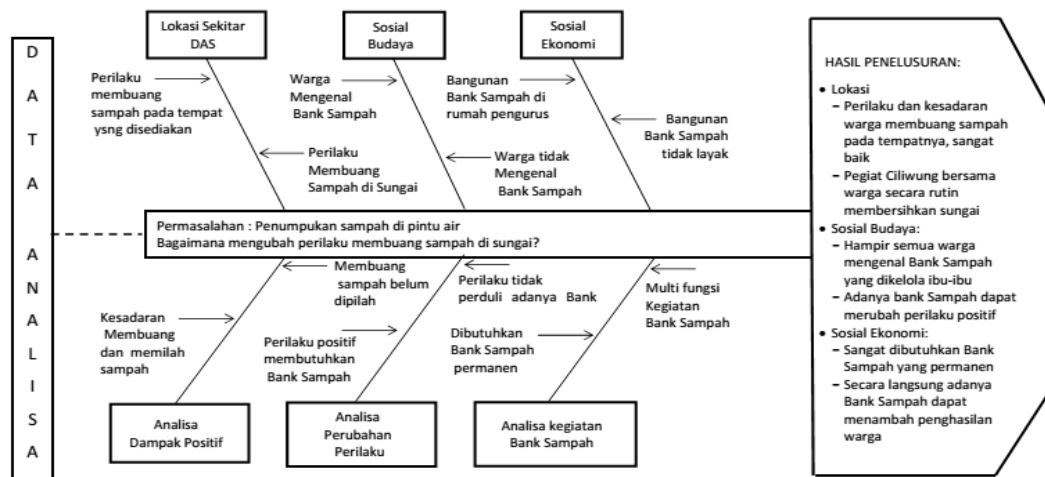 D
A
T
A
A
N
A
L
I
S
A
Lokasi Sekitar
DAS
Sosial
Budaya
Sosial
Ekonomi
Perilaku
membuang
sampah pada tempat
ysng disediakan
Perilaku
Membuang
Sampah di Sungai
Warga
Mengenal
Bank Sampah
Warga tidak
Mengenal
Bank Sampah
Bangunan
Bank Sampah di
rumah pengurus
Bangunan
Bank Sampah
tidak layak
Permasalahan : Penumpukan sampah di pintu air
Bagaimana mengubah perilaku membuang sampah di sungai?
Membuang
sampah belum
dipilah
Kesadaran
Membuang
dan memilah
sampah
Perilaku tidak
perduli adanya Bank
Perilaku positif
membutuhkan
Bank Sampah
Multi fungsi
Kegiatan
Bank Sampah
Dibutuhkan
Bank Sampah
permanen
Analisa
Dampak Positif
Analisa
Perubahan
Perilaku
Analisa kegiatan
Bank Sampah
HASIL PENELUSURAN:
• Lokasi
– Perilaku dan kesadaran
warga membuang sampah
pada tempatnya, sangat
baik
– Pegiat Ciliwung bersama
warga secara rutin
membersihkan sungai
• Sosial Budaya:
– Hampir semua warga
mengenal Bank Sampah
yang dikelola ibu-ibu
– Adanya bank Sampah dapat
merubah perilaku positif
• Sosial Ekonomi:
– Sangat dibutuhkan Bank
Sampah yang permanen
– Secara langsung adanya
Bank Sampah dapat
menambah penghasilan
warga